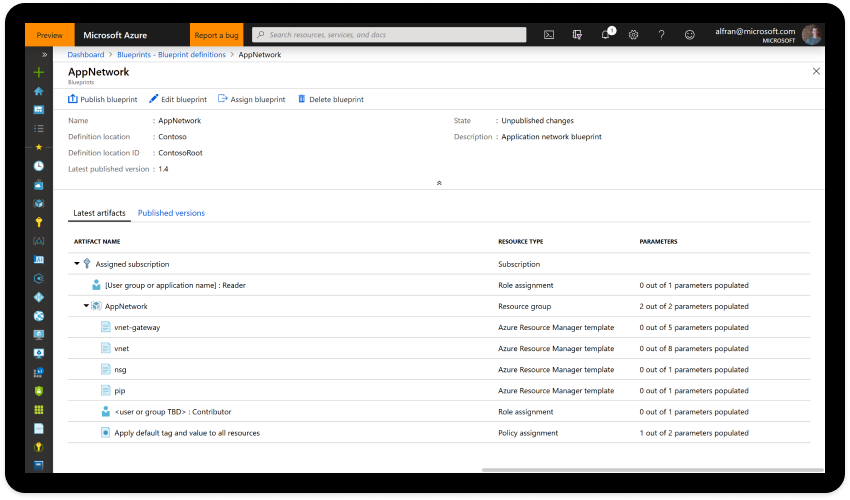 Preview Microsoft Azure Report a bug Search resources, services, and docs 1 alfran@microsoft.com
MICROSOFT
Dashboard > Blueprints - Blueprint definitions > AppNetwork
AppNetwork
Blueprints
Publish blueprint Edit blueprint Assign blueprint Delete blueprint
Name : AppNetwork State : Unpublished changes
Definition location : Contoso Description : Application network blueprint
Definition location ID : ContosoRoot
Latest published version : 1.4
Latest artifacts Published versions
ARTIFACT NAME RESOURCE TYPE PARAMETERS
Assigned subscription Subscription
[User group or application name] : Reader Role assignment 0 out of 1 parameters populated
AppNetwork Resource group 2 out of 2 parameters populated
vnet-gateway Azure Resource Manager template 0 out of 5 parameters populated
vnet Azure Resource Manager template 0 out of 8 parameters populated
nsg Azure Resource Manager template 0 out of 1 parameters populated
pip Azure Resource Manager template 0 out of 1 parameters populated
<user or group TBD> : Contributor Role assignment 0 out of 1 parameters populated
Apply default tag and value to all resources Policy assignment 1 out of 2 parameters populated